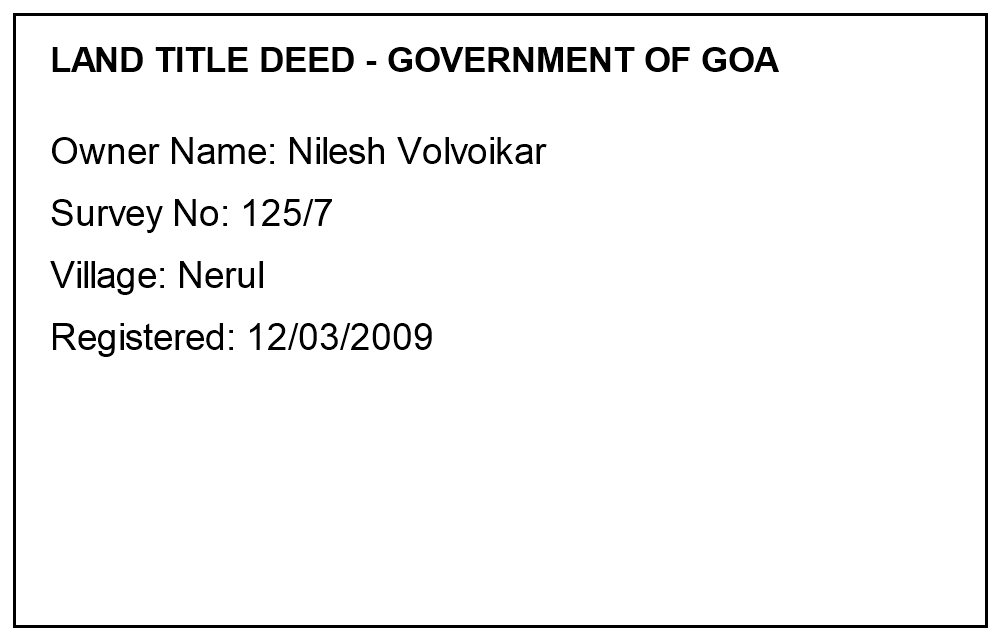 LAND TITLE DEED - GOVERNMENT OF GOA
Owner Name: Nilesh Volvoikar
Survey No: 125/7
Village: Nerul
Registered: 12/03/2009